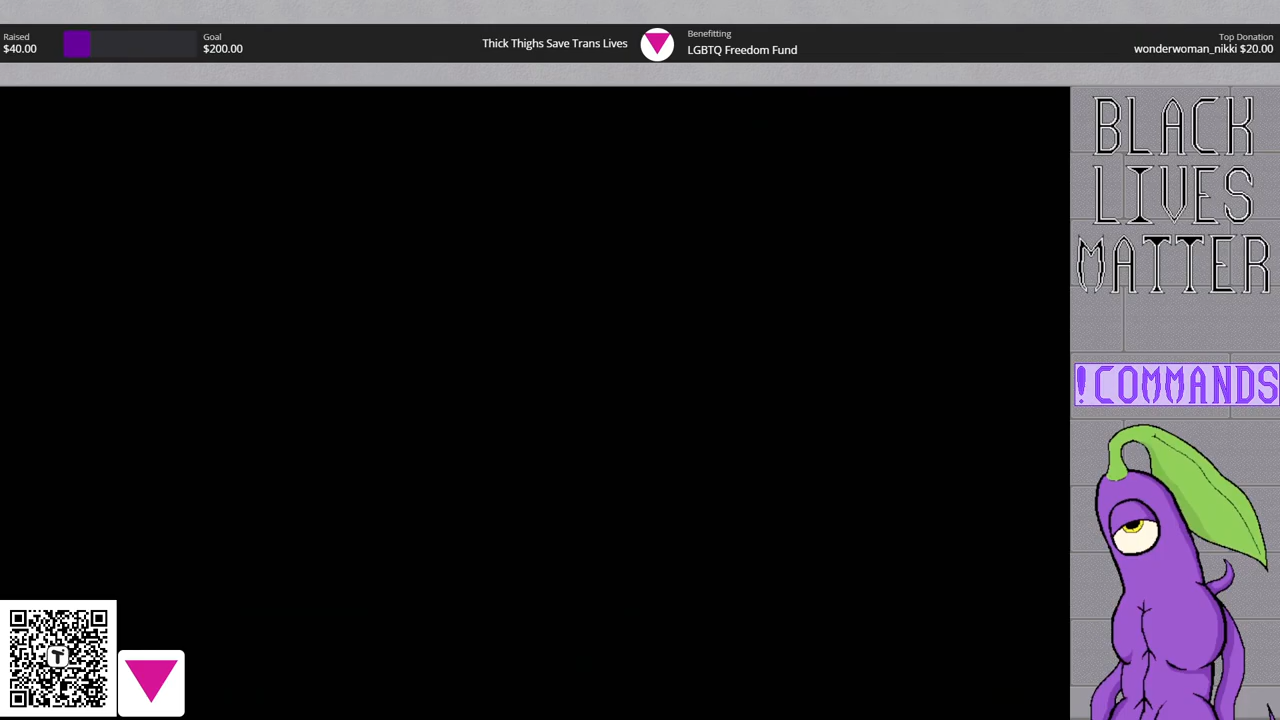 Raised
$40.00
Goal
$200.00
Thick Thighs Save Trans Lives
Benefitting
LGBTQ Freedom Fund
Top Donation
wonderwoman_nikki $20.00
BLACK
LIVES
MATTER
!COMMANDS
T